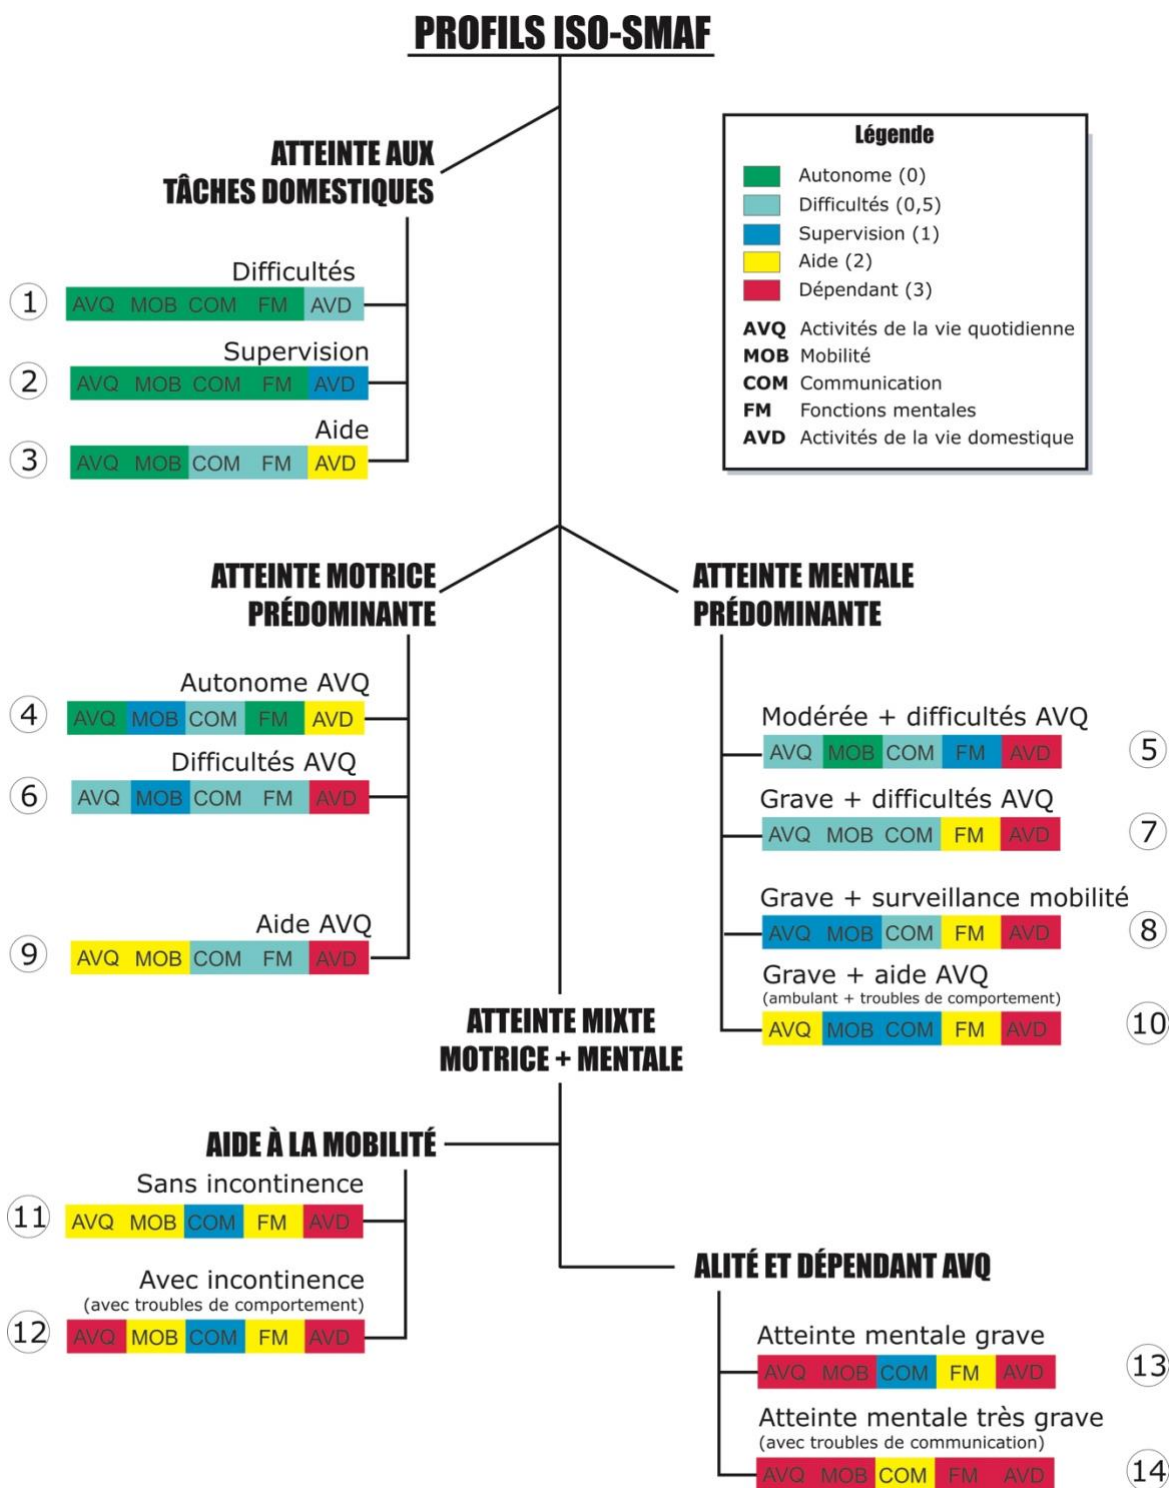 PROFILS ISO-SMAF
ATTEINTE AUX
TÂCHES DOMESTIQUES
Difficultés
1 AVQ MOB COM FM AVD
Supervision
2 AVQ MOB COM FM AVD
Aide
3 AVQ MOB COM FM AVD
Légende
Autonome (0)
Difficultés (0,5)
Supervision (1)
Aide (2)
Dépendant (3)
AVQ Activités de la vie quotidienne
MOB Mobilité
COM Communication
FM Fonctions mentales
AVD Activités de la vie domestique
ATTEINTE MOTRICE
PRÉDOMINANTE
Autonome AVQ
4 AVQ MOB COM FM AVD
Difficultés AVQ
6 AVQ MOB COM FM AVD
Aide AVQ
9 AVQ MOB COM FM AVD
ATTEINTE MENTALE
PRÉDOMINANTE
Modérée + difficultés AVQ
AVQ MOB COM FM AVD 5
Grave + difficultés AVQ
AVQ MOB COM FM AVD 7
Grave + surveillance mobilité
AVQ MOB COM FM AVD 8
Grave + aide AVQ
(ambulant + troubles de comportement)
AVQ MOB COM FM AVD 10
ATTEINTE MIXTE
MOTRICE + MENTALE
AIDE À LA MOBILITÉ
Sans incontinence
11 AVQ MOB COM FM AVD
Avec incontinence
(avec troubles de comportement)
12 AVQ MOB COM FM AVD
ALITÉ ET DÉPENDANT AVQ
Atteinte mentale grave
AVQ MOB COM FM AVD 13
Atteinte mentale très grave
(avec troubles de communication)
AVQ MOB COM FM AVD 14